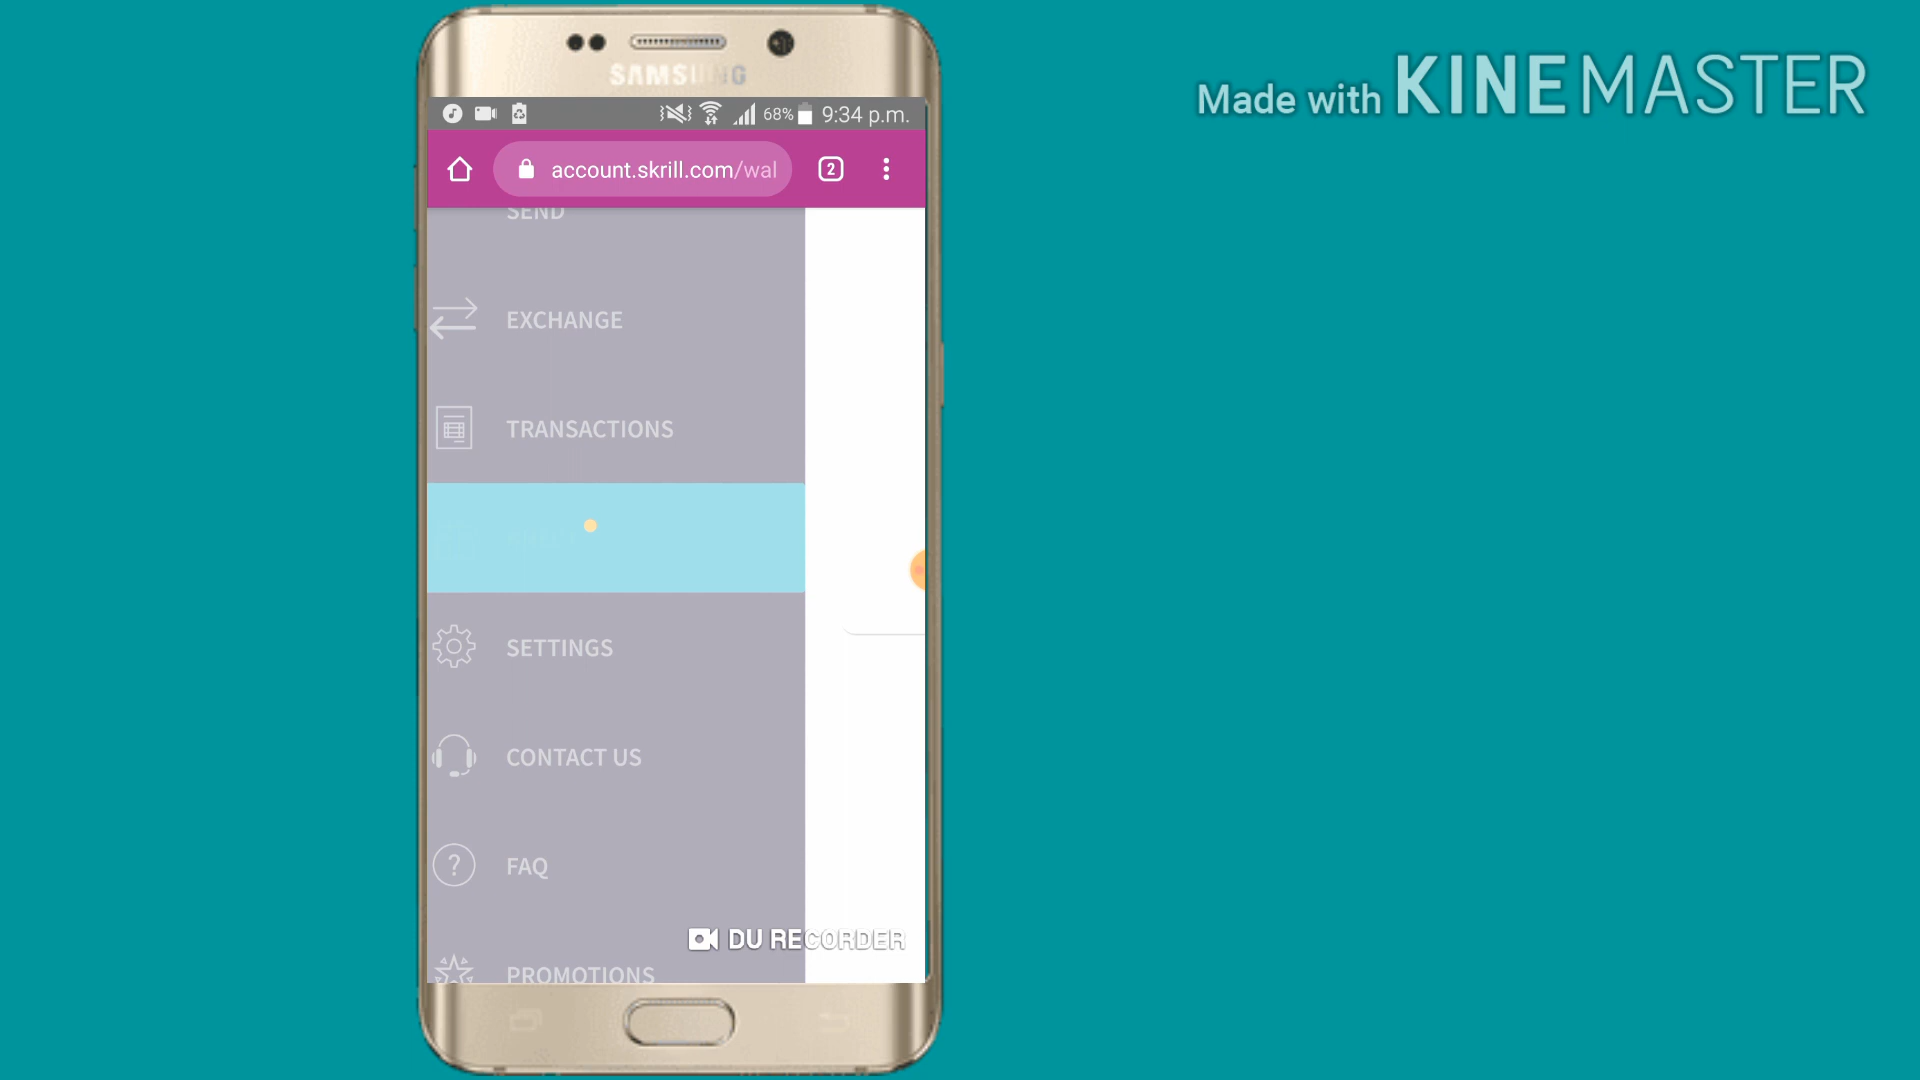 Made with KINEMASTER
SAMSUNG
68% 9:34 p.m.
account.skrill.com/wal 2
SEND
EXCHANGE
TRANSACTIONS
SETTINGS
CONTACT US
? FAQ
DU RECORDER
PROMOTIONS